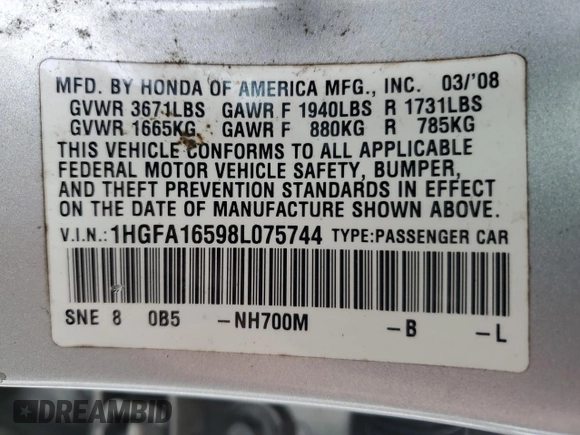 MFD. BY HONDA OF AMERICA MFG., INC. 03/'08
GVWR 3671LBS GAWR F 1940LBS R 1731LBS
GVWR 1665KG GAWR F 880KG R 785KG
THIS VEHICLE CONFORMS TO ALL APPLICABLE
FEDERAL MOTOR VEHICLE SAFETY, BUMPER,
AND THEFT PREVENTION STANDARDS IN EFFECT
ON THE DATE OF MANUFACTURE SHOWN ABOVE.
V.I.N.: 1HGFA16598L075744 TYPE:PASSENGER CAR
SNE 8 0B5 -NH700M -B -L
DREAMBID